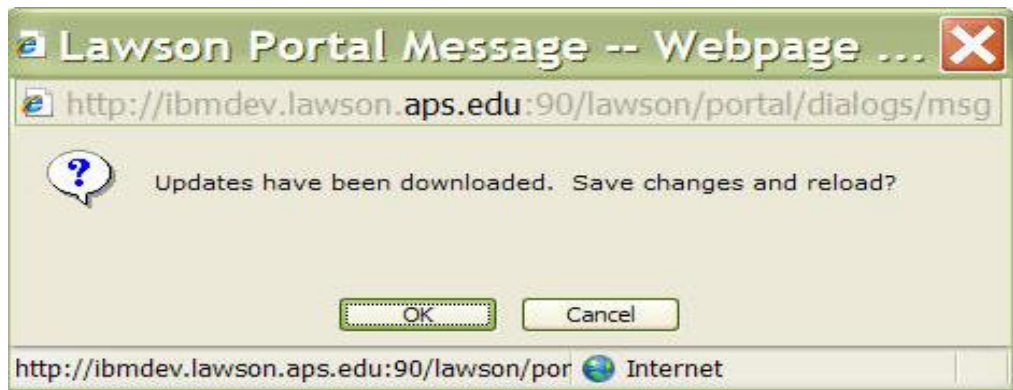 Lawson Portal Message -- Webpage ...
http://ibmdev.lawson.aps.edu:90/lawson/portal/dialogs/msg
Updates have been downloaded. Save changes and reload?
OK Cancel
http://ibmdev.lawson.aps.edu:90/lawson/por Internet